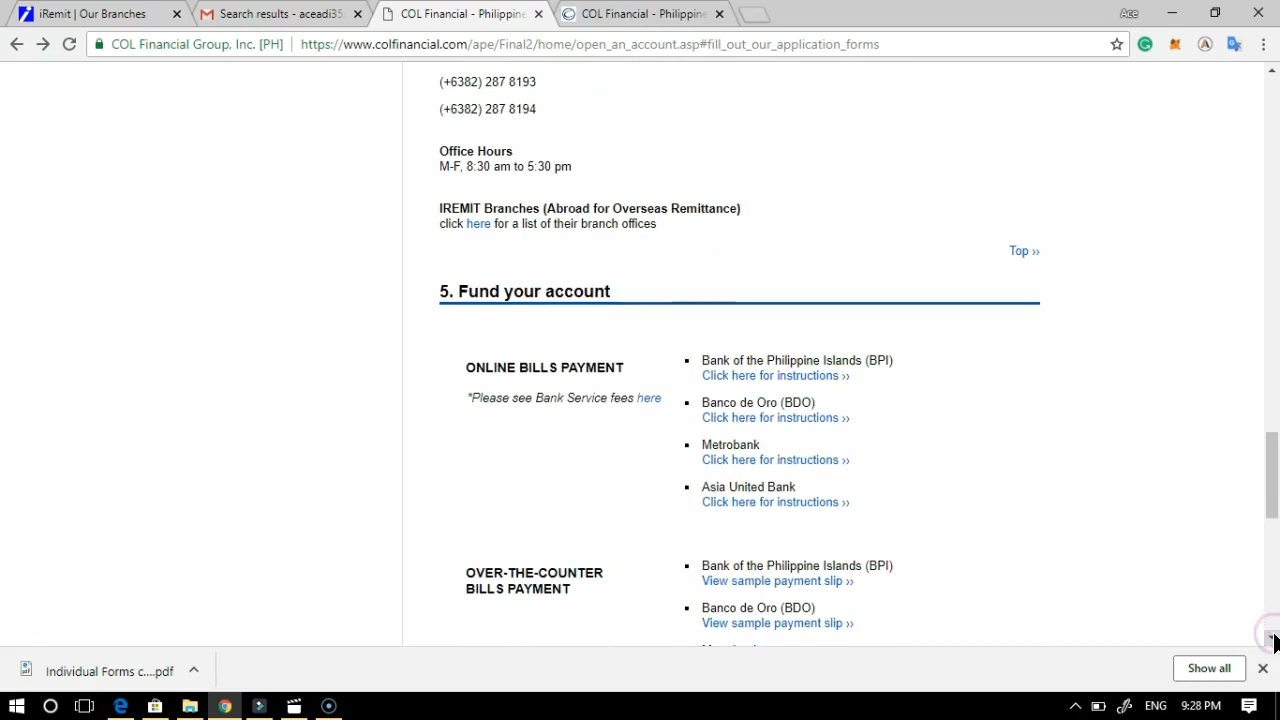 iRemit | Our Branches
Search results - aceadi35
COL Financial - Philippine
COL Financial - Philippine
Ace
COL Financial Group, Inc. [PH]
https://www.colfinancial.com/ape/Final2/home/open_an_account.asp#fill_out_our_application_forms
(+6382) 287 8193
(+6382) 287 8194
Office Hours
M-F, 8:30 am to 5:30 pm
IREMIT Branches (Abroad for Overseas Remittance)
click here for a list of their branch offices
Top ››
5. Fund your account
ONLINE BILLS PAYMENT
*Please see Bank Service fees here
Bank of the Philippine Islands (BPI)
Click here for instructions ››
Banco de Oro (BDO)
Click here for instructions ››
Metrobank
Click here for instructions ››
Asia United Bank
Click here for instructions ››
OVER-THE-COUNTER
BILLS PAYMENT
Bank of the Philippine Islands (BPI)
View sample payment slip ››
Banco de Oro (BDO)
View sample payment slip ››
Individual Forms c....pdf
Show all
ENG
9:28 PM